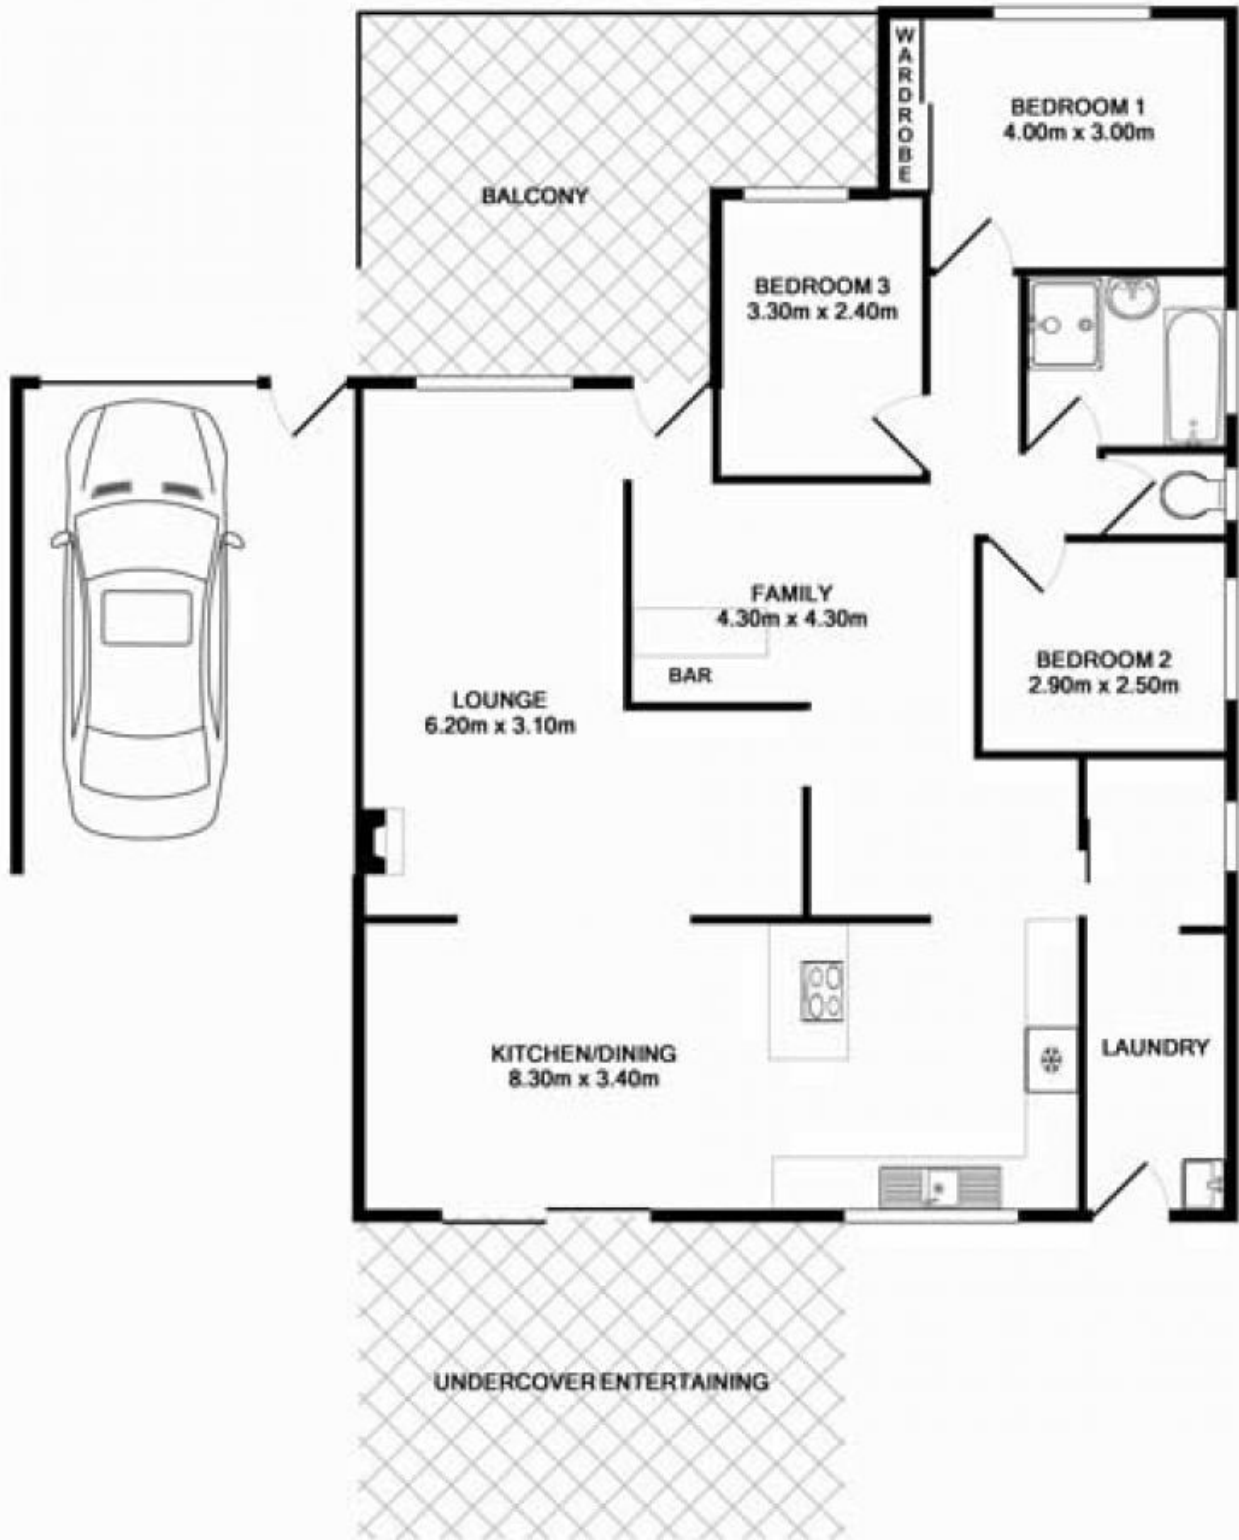 WARDROBE
BEDROOM 1
4.00m x 3.00m
BALCONY
BEDROOM 3
3.30m x 2.40m
FAMILY
4.30m x 4.30m
BAR
BEDROOM 2
2.90m x 2.50m
LOUNGE
6.20m x 3.10m
KITCHEN/DINING
8.30m x 3.40m
LAUNDRY
UNDERCOVER ENTERTAINING